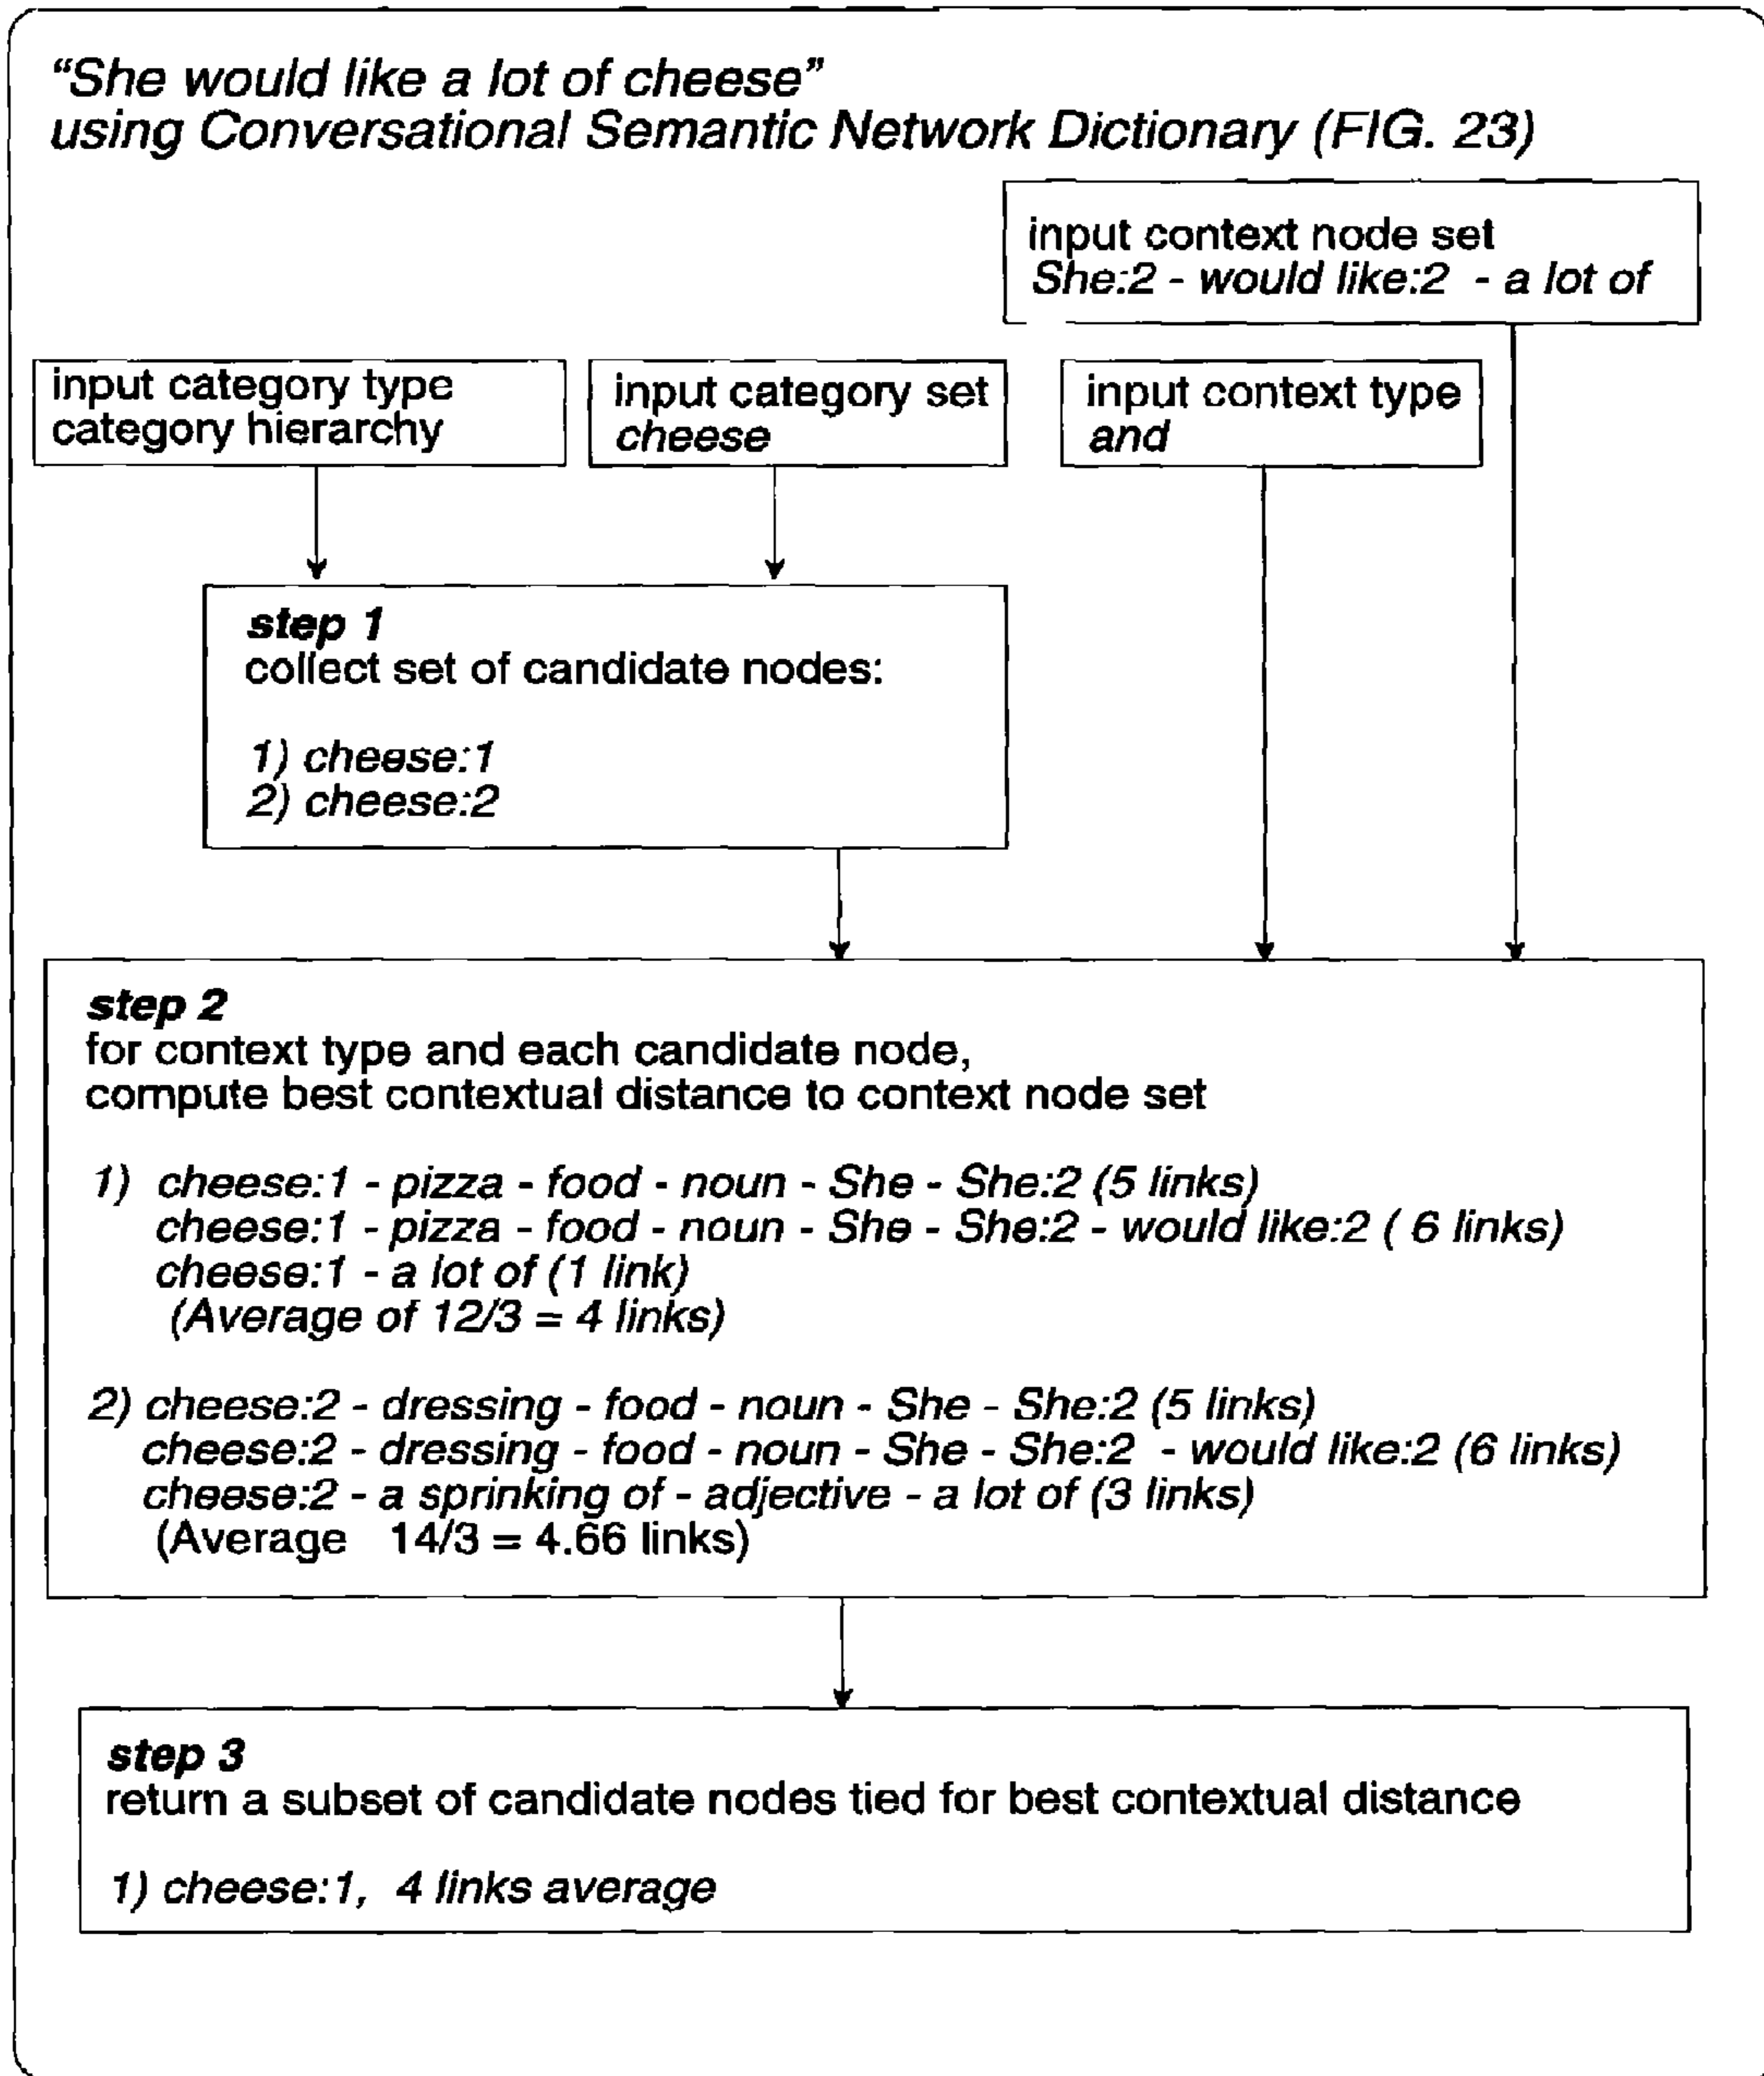 “She would like a lot of cheese”
using Conversational Semantic Network Dictionary (FIG. 23)
input context node set
She:2 - would like:2 - a lot of
input category type
category hierarchy
input category set
cheese
input context type
and
step 1
collect set of candidate nodes:
1) cheese:1
2) cheese:2
step 2
for context type and each candidate node,
compute best contextual distance to context node set
1) cheese:1 - pizza - food - noun - She - She:2 (5 links)
cheese:1 - pizza - food - noun - She - She:2 - would like:2 ( 6 links)
cheese:1 - a lot of (1 link)
(Average of 12/3 = 4 links)
2) cheese:2 - dressing - food - noun - She - She:2 (5 links)
cheese:2 - dressing - food - noun - She - She:2 - would like:2 (6 links)
cheese:2 - a sprinking of - adjective - a lot of (3 links)
(Average 14/3 = 4.66 links)
step 3
return a subset of candidate nodes tied for best contextual distance
1) cheese:1, 4 links average